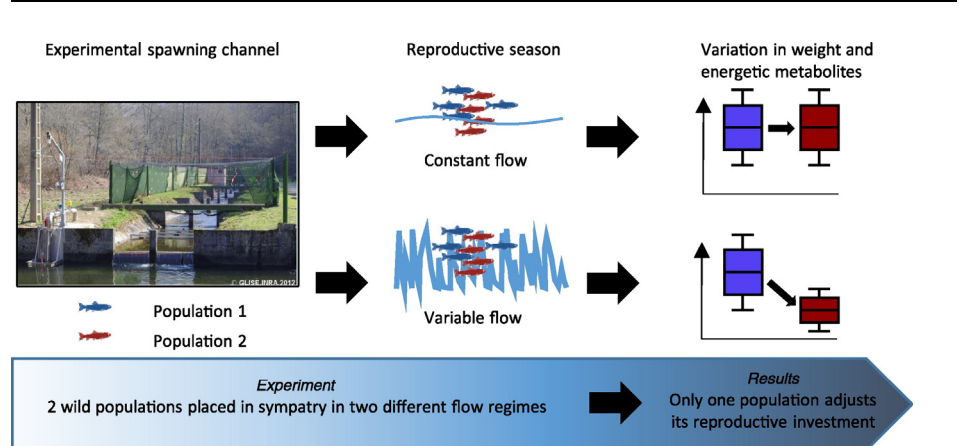 Experimental spawning channel
Reproductive season
Variation in weight and
energetic metabolites
Constant flow
© GLISE.INRA.2012
Variable flow
Population 1
Population 2
Experiment
2 wild populations placed in sympatry in two different flow regimes
Results
Only one population adjusts
its reproductive investment